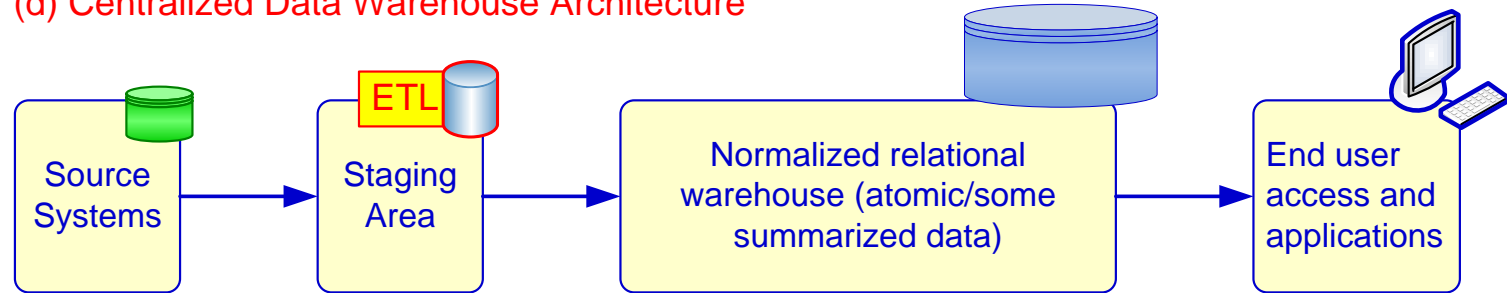 (d) Centralized Data Warehouse Architecture
ETL
Source
Systems
Staging
Area
Normalized relational
warehouse (atomic/some
summarized data)
End user
access and
applications